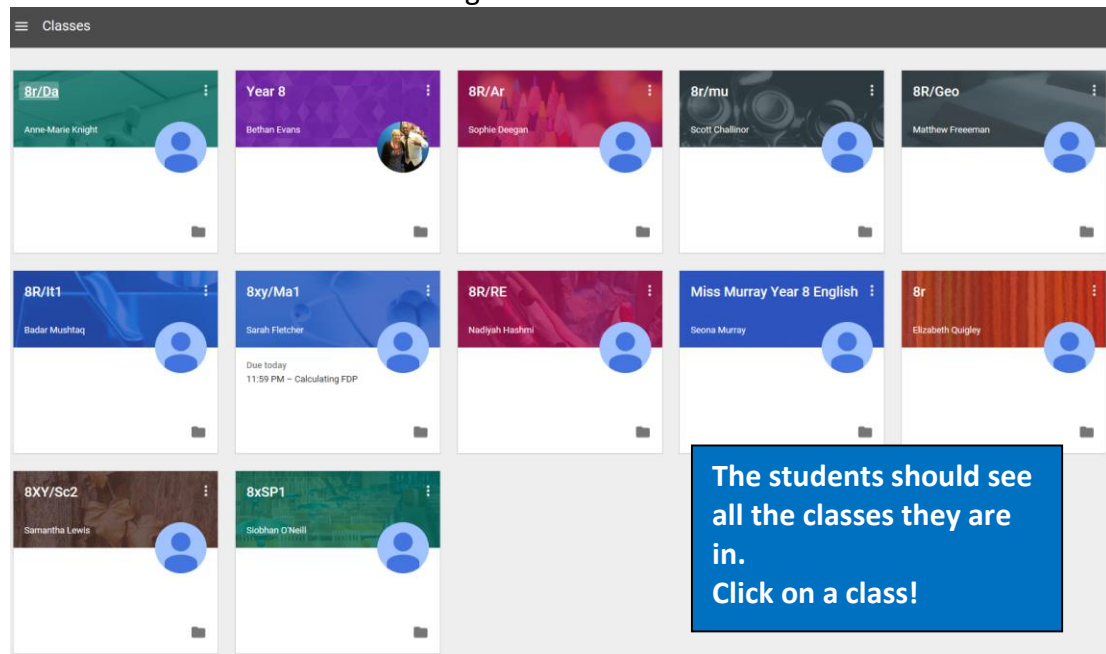 Classes
8r/Da
Anne-Marie Knight
Year 8
Bethan Evans
8R/Ar
Sophie Deegan
8r/mu
Scott Challinor
8R/Geo
Matthew Freeeman
8R/It1
Badar Mushtaq
8xy/Ma1
Sarah Fletcher
Due today
11:59 PM – Calculating FDP
8R/RE
Nadiyah Hashmi
Miss Murray Year 8 English
Seona Murray
8r
Elizabeth Quigley
8XY/Sc2
Samantha Lewis
8xSP1
Siobhan O'Neill
The students should see
all the classes they are
in.
Click on a class!